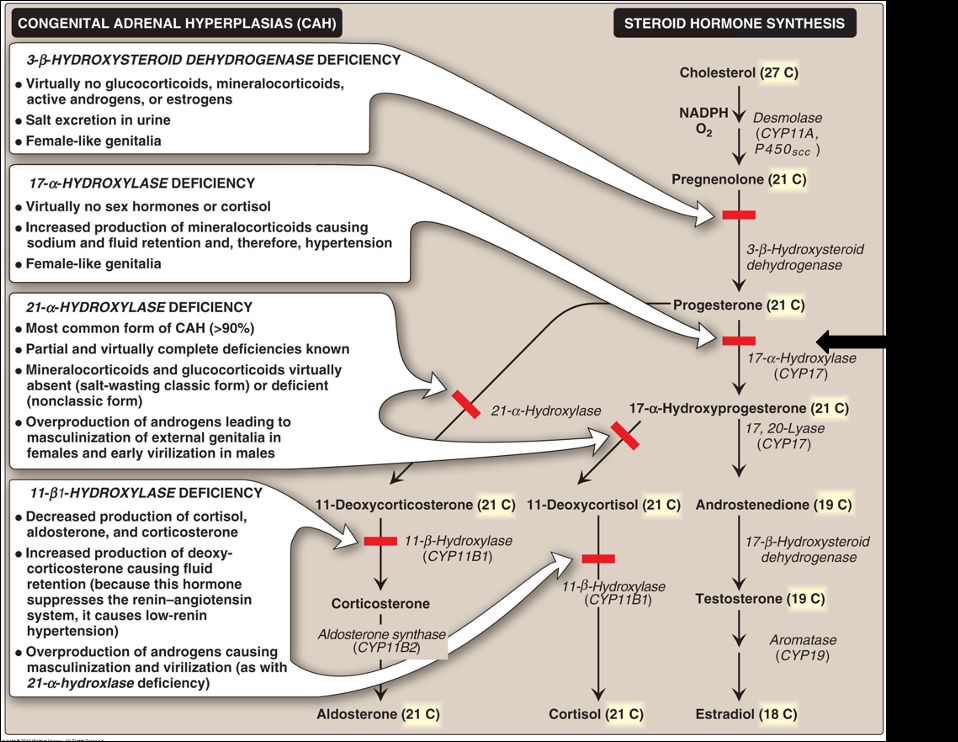 CONGENITAL ADRENAL HYPERPLASIAS (CAH)
3-β-HYDROXYSTEROID DEHYDROGENASE DEFICIENCY
● Virtually no glucocorticoids, mineralocorticoids,
active androgens, or estrogens
● Salt excretion in urine
● Female-like genitalia
17-α-HYDROXYLASE DEFICIENCY
● Virtually no sex hormones or cortisol
● Increased production of mineralocorticoids causing
sodium and fluid retention and, therefore, hypertension
● Female-like genitalia
21-α-HYDROXYLASE DEFICIENCY
● Most common form of CAH (>90%)
● Partial and virtually complete deficiencies known
● Mineralocorticoids and glucocorticoids virtually
absent (salt-wasting classic form) or deficient
(nonclassic form)
● Overproduction of androgens leading to
masculinization of external genitalia in
females and early virilization in males
11-β1-HYDROXYLASE DEFICIENCY
● Decreased production of cortisol,
aldosterone, and corticosterone
● Increased production of deoxy-
corticosterone causing fluid
retention (because this hormone
suppresses the renin–angiotensin
system, it causes low-renin
hypertension)
● Overproduction of androgens causing
masculinization and virilization (as with
21-α-hydroxlase deficiency)
STEROID HORMONE SYNTHESIS
Cholesterol (27 C)
NADPH
O2
Desmolase
(CYP11A,
P450scc )
Pregnenolone (21 C)
3-β-Hydroxysteroid
dehydrogenase
Progesterone (21 C)
17-α-Hydroxylase
(CYP17)
21-α-Hydroxylase
17-α-Hydroxyprogesterone (21 C)
17, 20-Lyase
(CYP17)
11-Deoxycorticosterone (21 C)
11-Deoxycortisol (21 C)
Androstenedione (19 C)
11-β-Hydroxylase
(CYP11B1)
11-β-Hydroxylase
(CYP11B1)
17-β-Hydroxysteroid
dehydrogenase
Corticosterone
Testosterone (19 C)
Aldosterone synthase
(CYP11B2)
Aromatase
(CYP19)
Aldosterone (21 C)
Cortisol (21 C)
Estradiol (18 C)